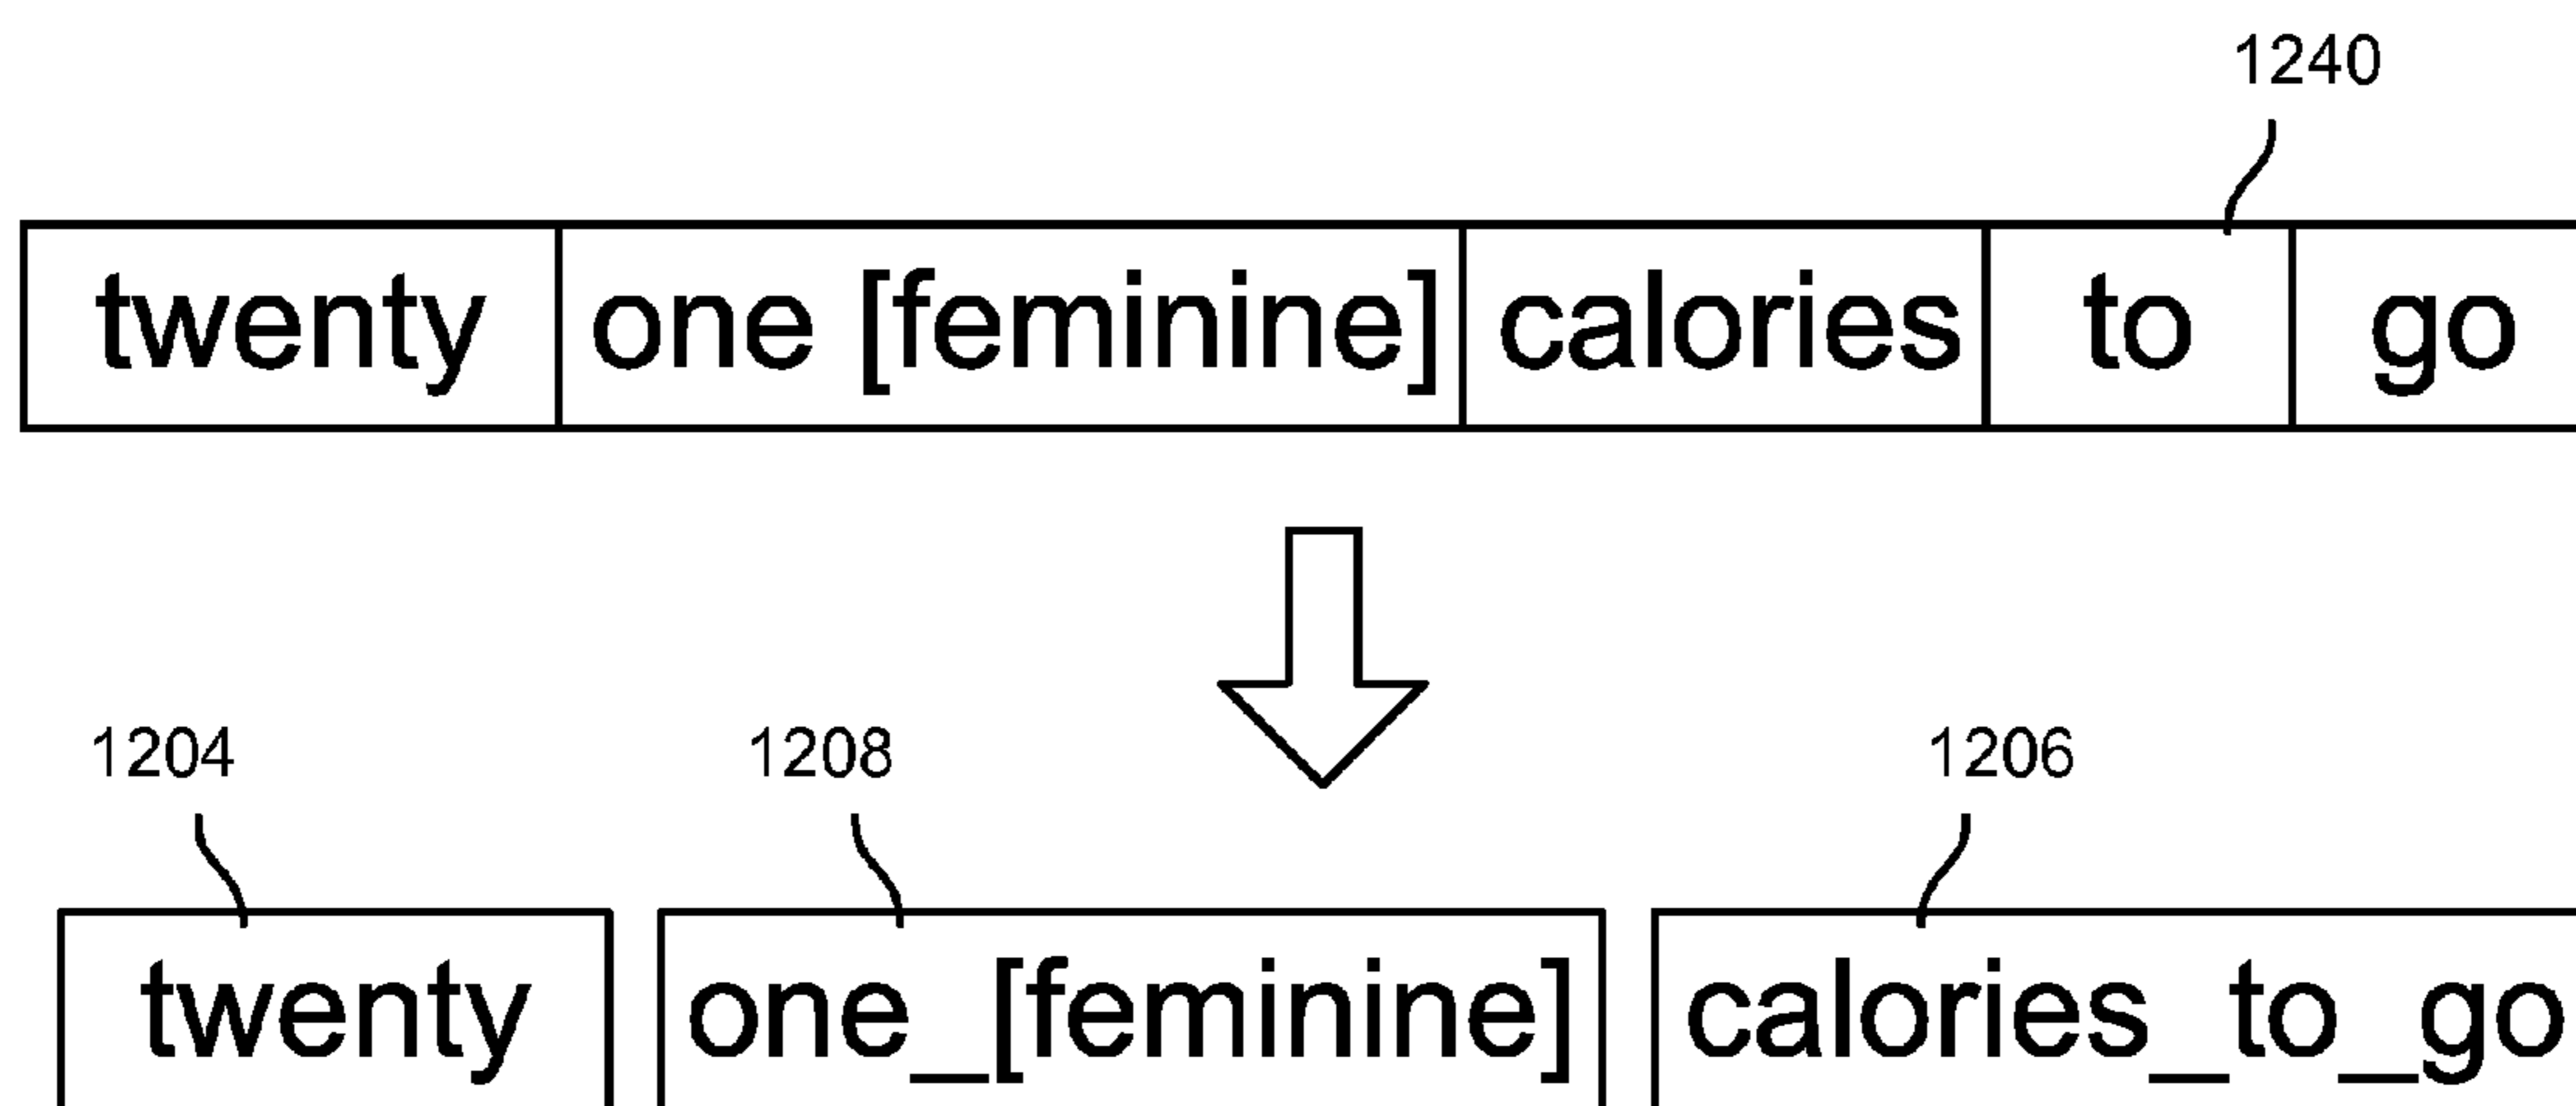 1240
twenty one [feminine] calories to go
1204 1208 1206
twenty one_[feminine] calories_to_go